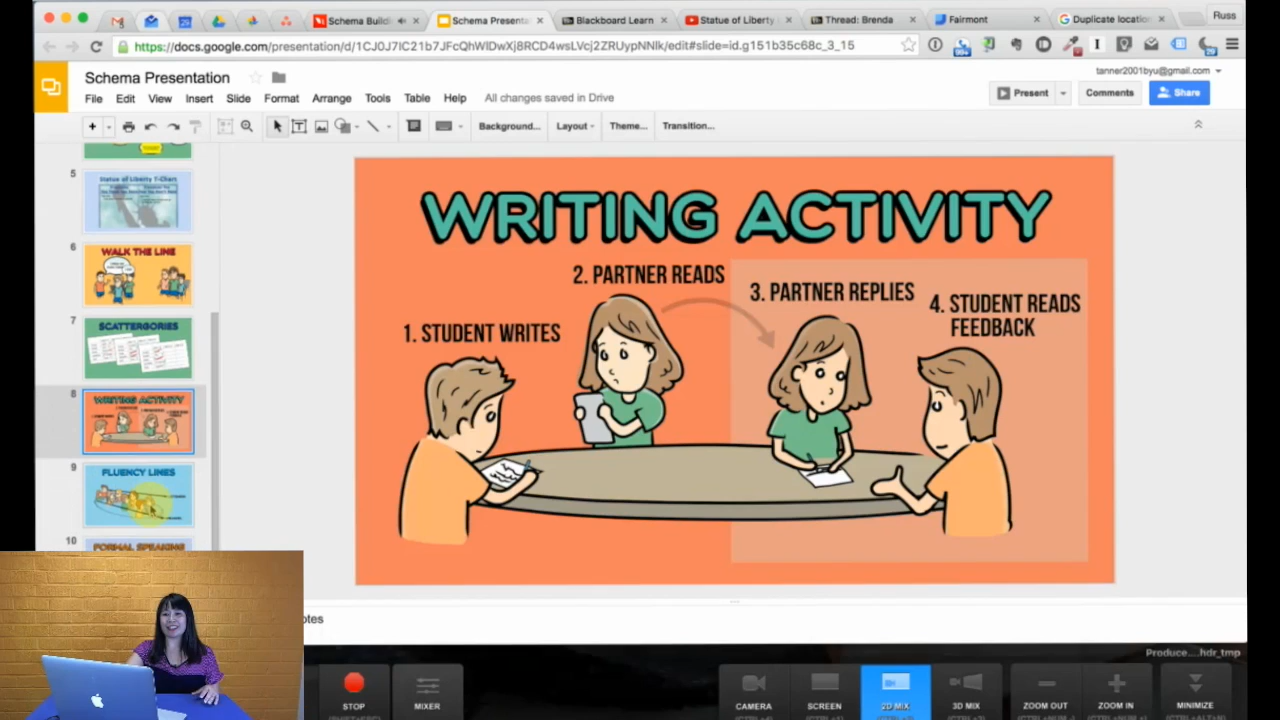 Schema Buildi
Schema Presenta
Blackboard Learn
Statue of Liberty
Thread: Brenda
Fairmont
Duplicate locatio
Russ
https://docs.google.com/presentation/d/1CJ0J7IC21b7JFcQhWIDwXj8RCD4wsLVcj2ZRUypNNlk/edit#slide=id.g151b35c68c_3_15
Schema Presentation
tanner2001byu@gmail.com
File Edit View Insert Slide Format Arrange Tools Table Help All changes saved in Drive
Present
Comments
Share
Background...
Layout
Theme...
Transition...
5
Statue of Liberty T-Chart
6
WALK THE LINE
7
SCATTERGORIES
8
WRITING ACTIVITY
9
FLUENCY LINES
10
FORMAL SPEAKING
WRITING ACTIVITY
1. STUDENT WRITES
2. PARTNER READS
3. PARTNER REPLIES
4. STUDENT READS
FEEDBACK
otes
Produce....hdr_tmp
STOP
MIXER
CAMERA
SCREEN
2D MIX
3D MIX
ZOOM OUT
ZOOM IN
MINIMIZE